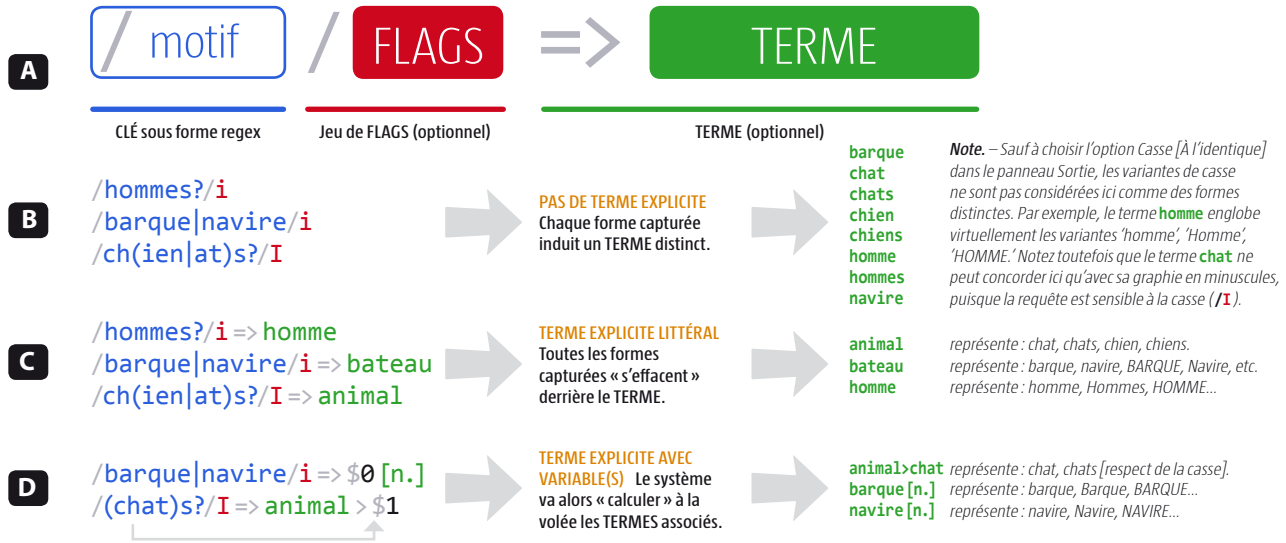 A
/ motif / FLAGS => TERME
CLÉ sous forme regex
Jeu de FLAGS (optionnel)
TERME (optionnel)
B
/hommes?/i
/barque|navire/i
/ch(ien|at)s?/I
PAS DE TERME EXPLICITE
Chaque forme capturée
induit un TERME distinct.
barque
chat
chats
chien
chiens
homme
hommes
navire
Note. – Sauf à choisir l’option Casse [À l’identique]
dans le panneau Sortie, les variantes de casse
ne sont pas considérées ici comme des formes
distinctes. Par exemple, le terme homme englobe
virtuellement les variantes ‘homme’, ‘Homme’,
‘HOMME.’ Notez toutefois que le terme chat ne
peut concorder ici qu’avec sa graphie en minuscules,
puisque la requête est sensible à la casse (/I).
C
/hommes?/i => homme
/barque|navire/i => bateau
/ch(ien|at)s?/I => animal
TERME EXPLICITE LITTÉRAL
Toutes les formes
capturées « s’effacent »
derrière le TERME.
animal représente : chat, chats, chien, chiens.
bateau représente : barque, navire, BARQUE, Navire, etc.
homme représente : homme, Hommes, HOMME…
D
/barque|navire/i => $0 [n.]
/(chat)s?/I => animal > $1
TERME EXPLICITE AVEC
VARIABLE(S) Le système
va alors « calculer » à la
volée les TERMES associés.
animal>chat représente : chat, chats [respect de la casse].
barque [n.] représente : barque, Barque, BARQUE…
navire [n.] représente : navire, Navire, NAVIRE…